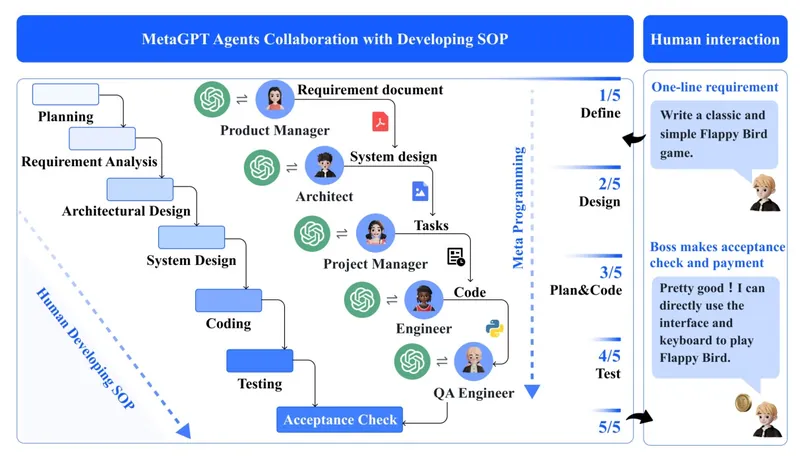 MetaGPT Agents Collaboration with Developing SOP
Human interaction
Planning
Requirement Analysis
Architectural Design
System Design
Coding
Testing
Acceptance Check
Human Developing SOP
Requirement document
Product Manager
System design
Architect
Tasks
Project Manager
Code
Engineer
QA Engineer
Meta Programming
1/5
Define
2/5
Design
3/5
Plan&Code
4/5
Test
5/5
One-line requirement
Write a classic and
simple Flappy Bird
game.
Boss makes acceptance
check and payment
Pretty good！I can
directly use the
interface and
keyboard to play
Flappy Bird.